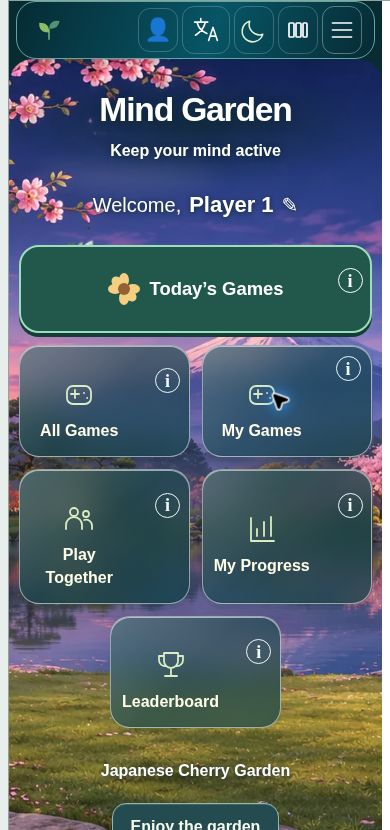 Mind Garden
Keep your mind active
Welcome, Player 1 ✎
Today’s Games i
All Games i
My Games i
Play
Together i
My Progress i
Leaderboard i
Japanese Cherry Garden
Enjoy the garden